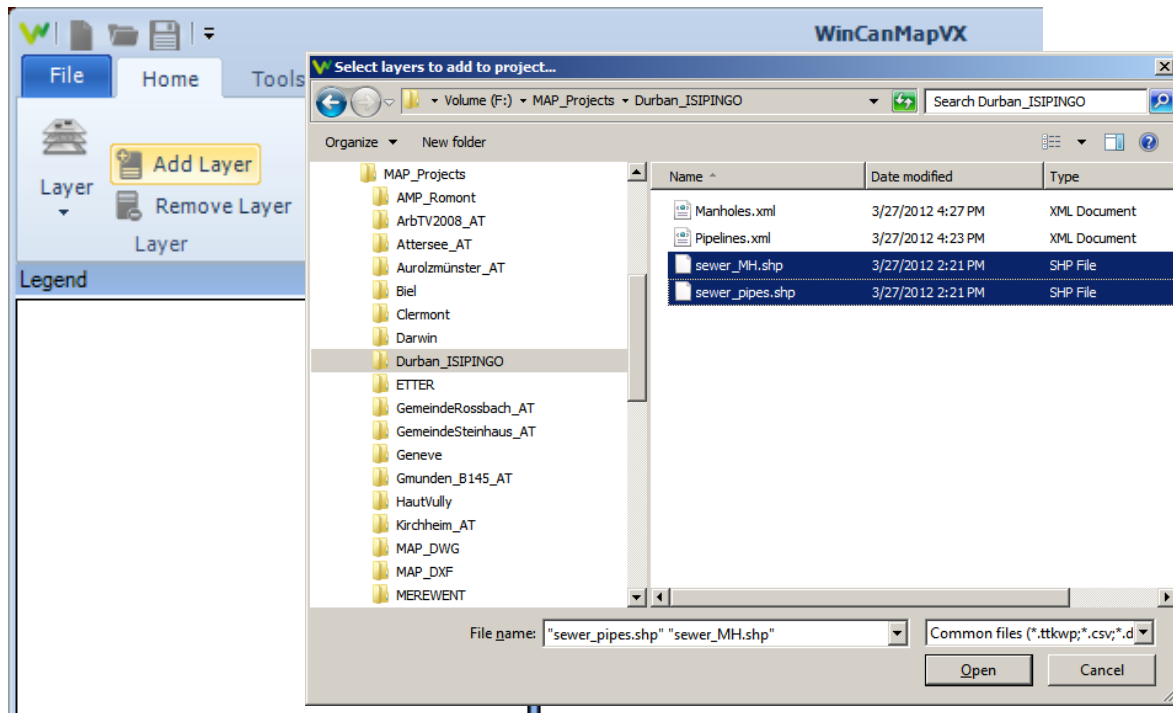 WinCanMapVX
File Home Tools
Select layers to add to project...
Volume (F:) MAP_Projects Durban_ISIPINGO
Search Durban_ISIPINGO
Organize New folder
Layer
Add Layer
Remove Layer
Layer
Legend
MAP_Projects
AMP_Romont
ArbTV2008_AT
Attersee_AT
Aurolzmünster_AT
Biel
Clermont
Darwin
Durban_ISIPINGO
ETTER
GemeindeRossbach_AT
GemeindeSteinhaus_AT
Geneve
Gmunden_B145_AT
HautVully
Kirchheim_AT
MAP_DWG
MAP_DXF
MEREWENT
Name Date modified Type
Manholes.xml 3/27/2012 4:27 PM XML Document
Pipelines.xml 3/27/2012 4:23 PM XML Document
sewer_MH.shp 3/27/2012 2:21 PM SHP File
sewer_pipes.shp 3/27/2012 2:21 PM SHP File
File name: "sewer_pipes.shp" "sewer_MH.shp"
Common files (*.ttkwp;*.csv;*.d
Open Cancel